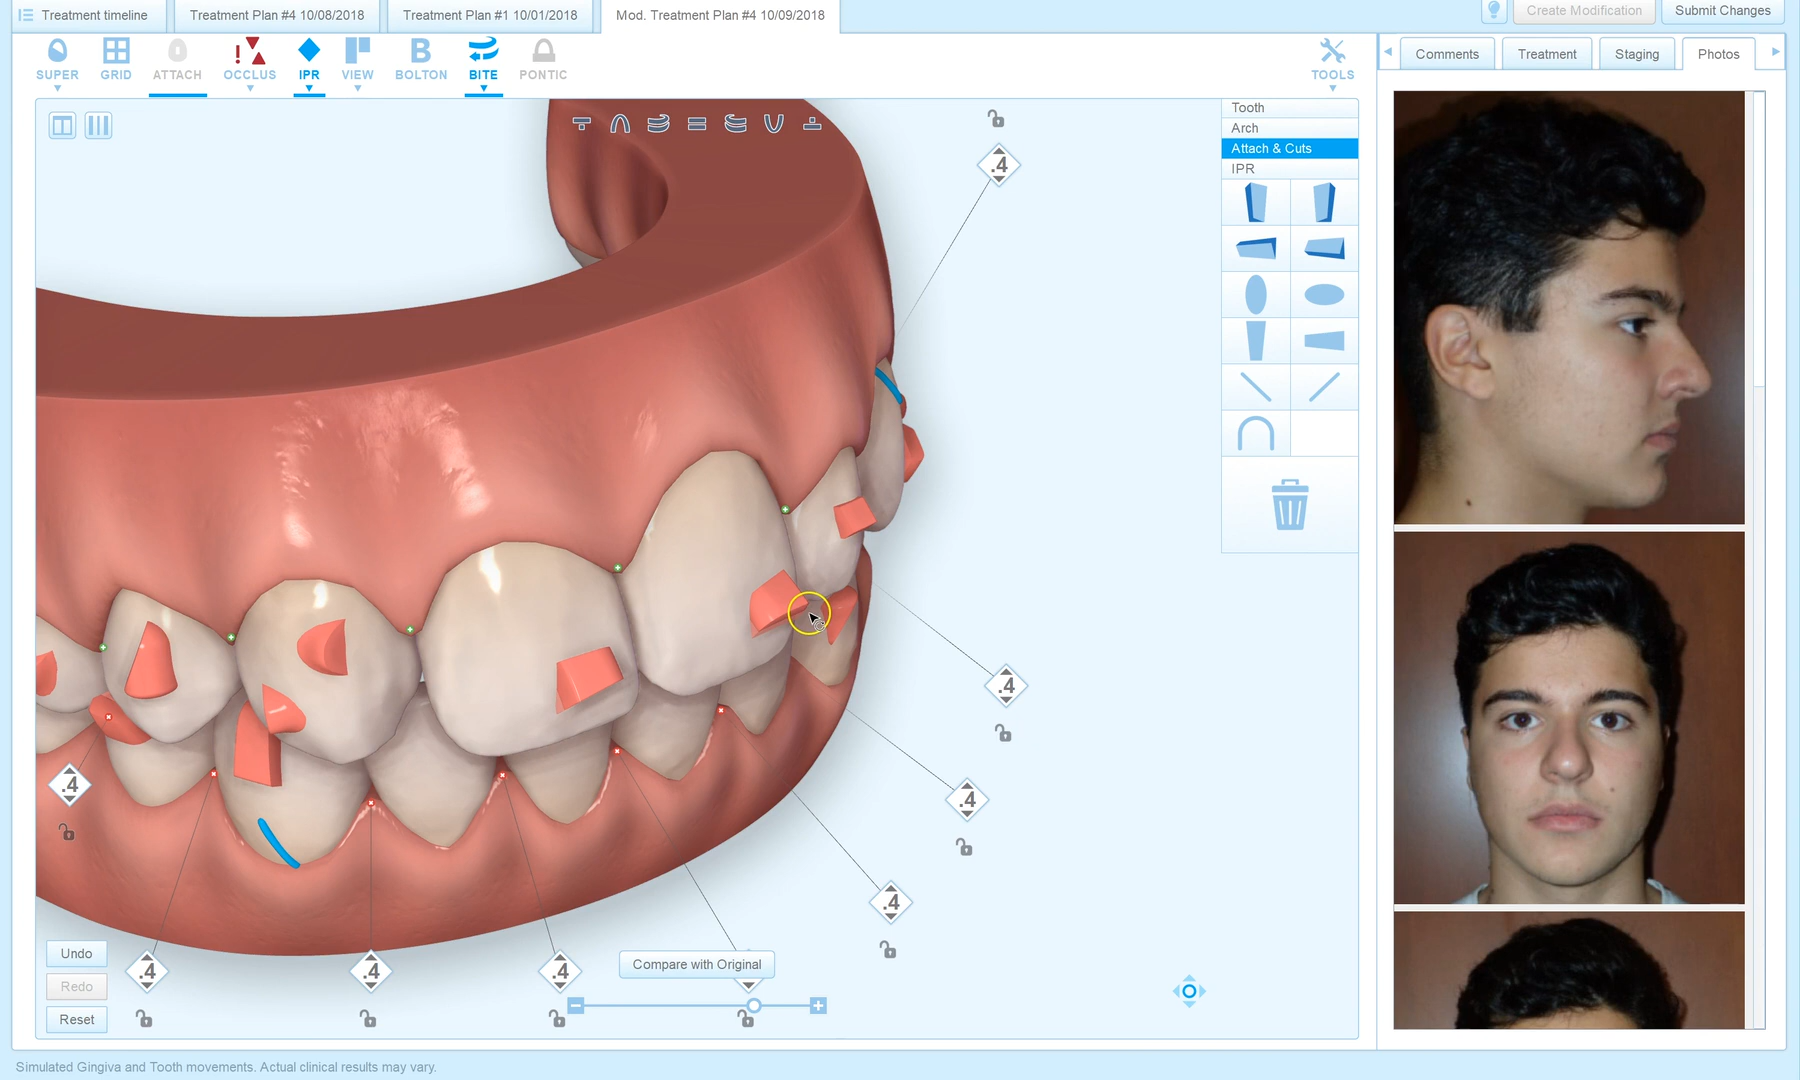 Treatment timeline
Treatment Plan #4 10/08/2018
Treatment Plan #1 10/01/2018
Mod. Treatment Plan #4 10/09/2018
Create Modification
Submit Changes
SUPER
GRID
ATTACH
OCCLUS
IPR
VIEW
B
BOLTON
BITE
PONTIC
TOOLS
Comments
Treatment
Staging
Photos
Tooth
Arch
Attach & Cuts
IPR
.4
.4
.4
.4
.4
.4
.4
.4
Undo
Redo
Reset
Compare with Original
Simulated Gingiva and Tooth movements. Actual clinical results may vary.